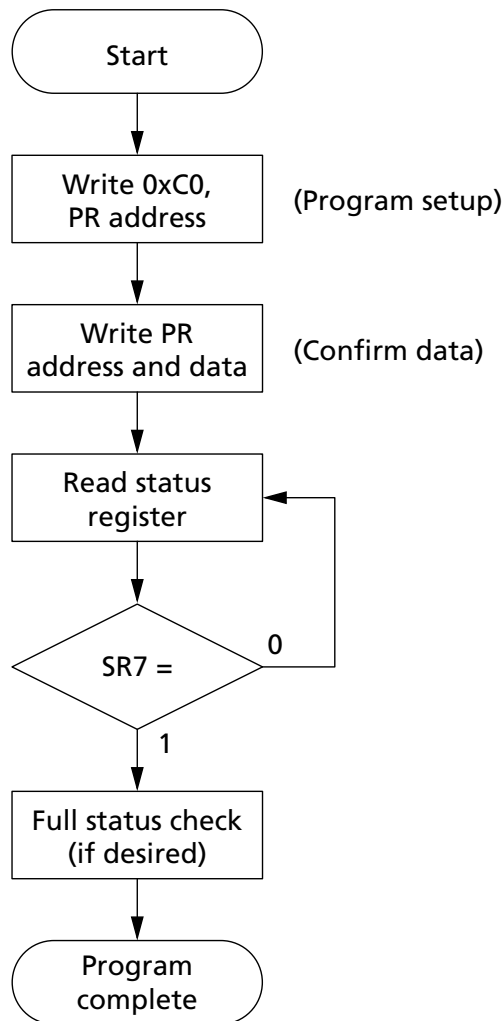 Start
Write 0xC0,
PR address
(Program setup)
Write PR
address and data
(Confirm data)
Read status
register
SR7 =
0
1
Full status check
(if desired)
Program
complete